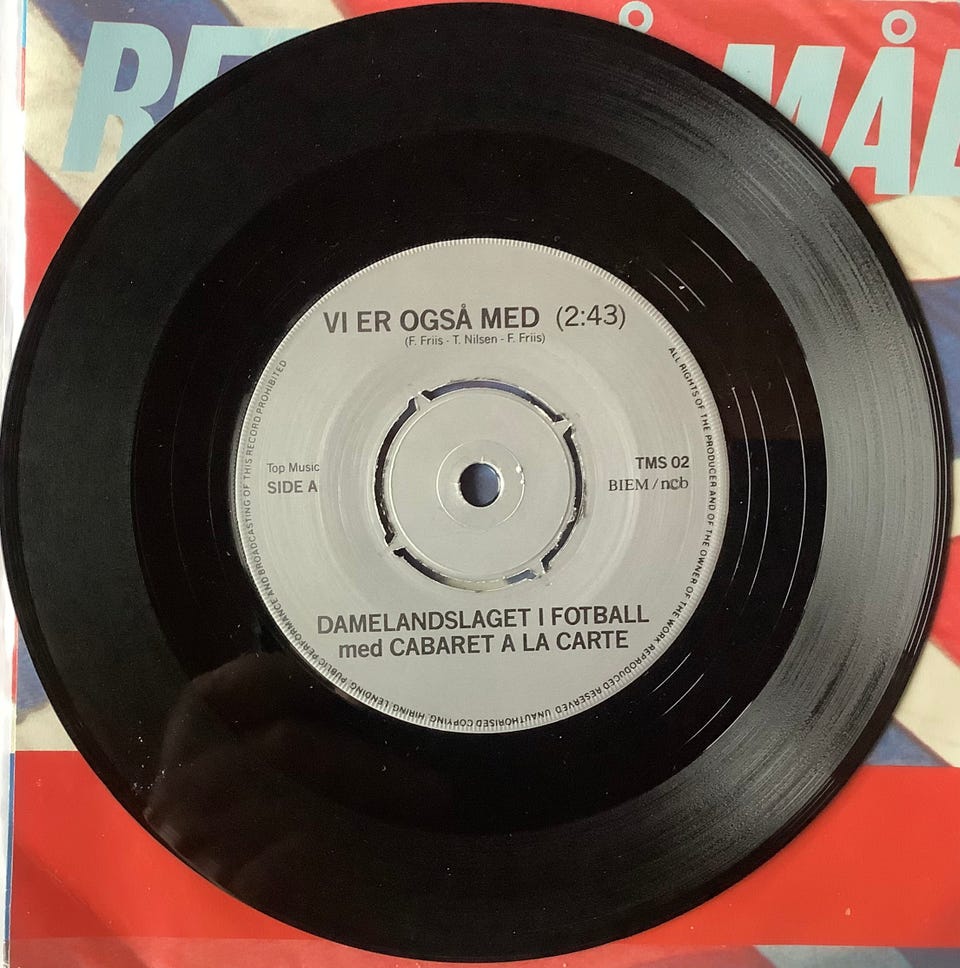 VI ER OGSÅ MED (2:43)
(F. Friis - T. Nilsen - F. Friis)
Top Music
SIDE A
TMS 02
BIEM / ncb
DAMELANDSLAGET I FOTBALL
med CABARET A LA CARTE
ALL RIGHTS OF THE PRODUCER AND OF THE OWNER OF THE WORK REPRODUCED RESERVED UNAUTHORISED COPYING, HIRING, LENDING, PUBLIC PERFORMANCE AND BROADCASTING OF THIS RECORD PROHIBITED